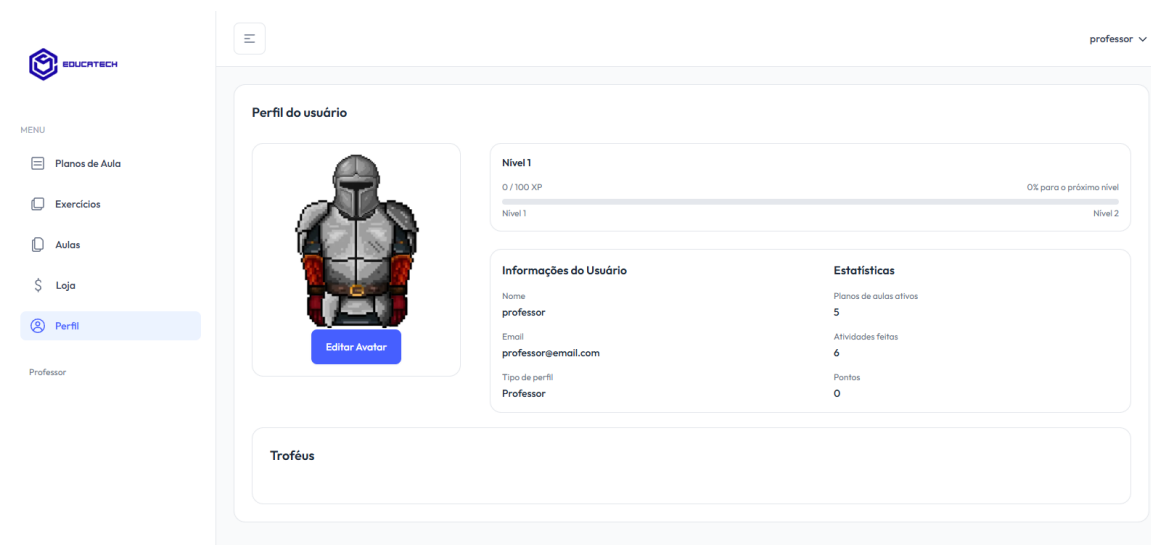 EDUCATECH
professor
MENU
Planos de Aula
Exercícios
Aulas
Loja
Perfil
Professor
Perfil do usuário
Editar Avatar
Nível 1
0 / 100 XP
0% para o próximo nível
Nível 1
Nível 2
Informações do Usuário
Nome
professor
Email
professor@email.com
Tipo de perfil
Professor
Estatísticas
Planos de aulas ativos
5
Atividades feitas
6
Pontos
0
Troféus